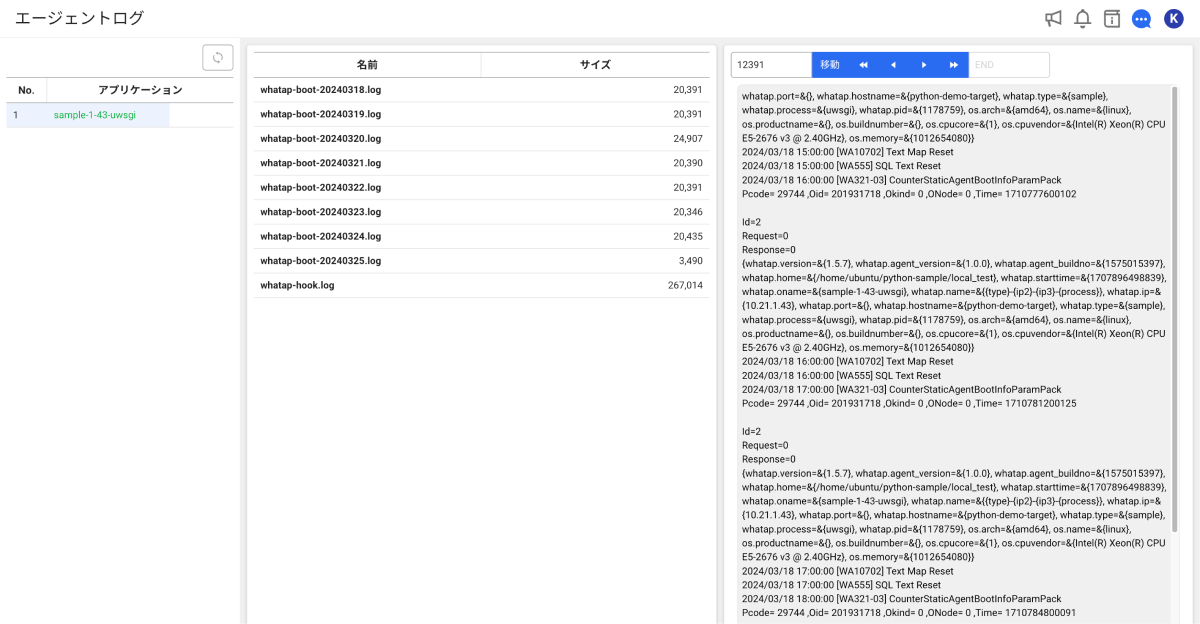 エージェントログ
K
No. アプリケーション
1 sample-1-43-uwsgi
名前 サイズ
whatap-boot-20240318.log 20,391
whatap-boot-20240319.log 20,391
whatap-boot-20240320.log 24,907
whatap-boot-20240321.log 20,390
whatap-boot-20240322.log 20,391
whatap-boot-20240323.log 20,346
whatap-boot-20240324.log 20,435
whatap-boot-20240325.log 3,490
whatap-hook.log 267,014
12391 移動 END
whatap.port=&{}, whatap.hostname=&{python-demo-target}, whatap.type=&{sample},
whatap.process=&{uwsgi}, whatap.pid=&{1178759}, os.arch=&{amd64}, os.name=&{linux},
os.productname=&{}, os.buildnumber=&{}, os.cpucore=&{1}, os.cpuvendor=&{Intel(R) Xeon(R) CPU
E5-2676 v3 @ 2.40GHz}, os.memory=&{1012654080}}
2024/03/18 15:00:00 [WA10702] Text Map Reset
2024/03/18 15:00:00 [WA555] SQL Text Reset
2024/03/18 16:00:00 [WA321-03] CounterStaticAgentBootInfoParamPack
Pcode= 29744 ,Oid= 201931718 ,Okind= 0 ,ONode= 0 ,Time= 1710777600102
Id=2
Request=0
Response=0
{whatap.version=&{1.5.7}, whatap.agent_version=&{1.0.0}, whatap.agent_buildno=&{1575015397},
whatap.home=&{/home/ubuntu/python-sample/local_test}, whatap.starttime=&{1707896498839},
whatap.oname=&{sample-1-43-uwsgi}, whatap.name=&{{type}-{ip2}-{ip3}-{process}}, whatap.ip=&
{10.21.1.43}, whatap.port=&{}, whatap.hostname=&{python-demo-target}, whatap.type=&{sample},
whatap.process=&{uwsgi}, whatap.pid=&{1178759}, os.arch=&{amd64}, os.name=&{linux},
os.productname=&{}, os.buildnumber=&{}, os.cpucore=&{1}, os.cpuvendor=&{Intel(R) Xeon(R) CPU
E5-2676 v3 @ 2.40GHz}, os.memory=&{1012654080}}
2024/03/18 16:00:00 [WA10702] Text Map Reset
2024/03/18 16:00:00 [WA555] SQL Text Reset
2024/03/18 17:00:00 [WA321-03] CounterStaticAgentBootInfoParamPack
Pcode= 29744 ,Oid= 201931718 ,Okind= 0 ,ONode= 0 ,Time= 1710781200125
Id=2
Request=0
Response=0
{whatap.version=&{1.5.7}, whatap.agent_version=&{1.0.0}, whatap.agent_buildno=&{1575015397},
whatap.home=&{/home/ubuntu/python-sample/local_test}, whatap.starttime=&{1707896498839},
whatap.oname=&{sample-1-43-uwsgi}, whatap.name=&{{type}-{ip2}-{ip3}-{process}}, whatap.ip=&
{10.21.1.43}, whatap.port=&{}, whatap.hostname=&{python-demo-target}, whatap.type=&{sample},
whatap.process=&{uwsgi}, whatap.pid=&{1178759}, os.arch=&{amd64}, os.name=&{linux},
os.productname=&{}, os.buildnumber=&{}, os.cpucore=&{1}, os.cpuvendor=&{Intel(R) Xeon(R) CPU
E5-2676 v3 @ 2.40GHz}, os.memory=&{1012654080}}
2024/03/18 17:00:00 [WA10702] Text Map Reset
2024/03/18 17:00:00 [WA555] SQL Text Reset
2024/03/18 18:00:00 [WA321-03] CounterStaticAgentBootInfoParamPack
Pcode= 29744 ,Oid= 201931718 ,Okind= 0 ,ONode= 0 ,Time= 1710784800091